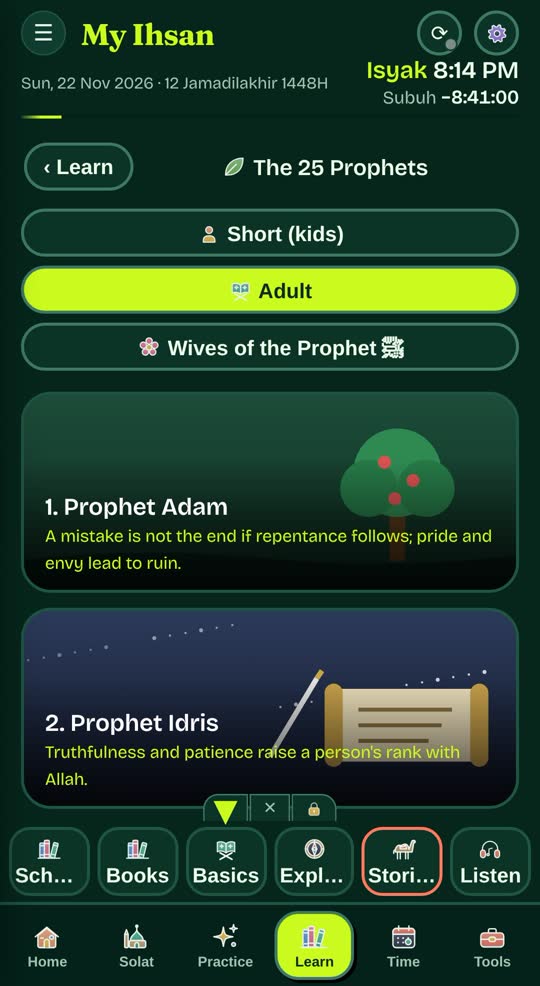 My Ihsan
Sun, 22 Nov 2026 · 12 Jamadilakhir 1448H
Isyak 8:14 PM
Subuh −8:41:00
‹ Learn
The 25 Prophets
Short (kids)
Adult
Wives of the Prophet ﷺ
1. Prophet Adam
A mistake is not the end if repentance follows; pride and
envy lead to ruin.
2. Prophet Idris
Truthfulness and patience raise a person's rank with
Allah.
Sch...
Books
Basics
Expl...
Stori...
Listen
Home
Solat
Practice
Learn
Time
Tools